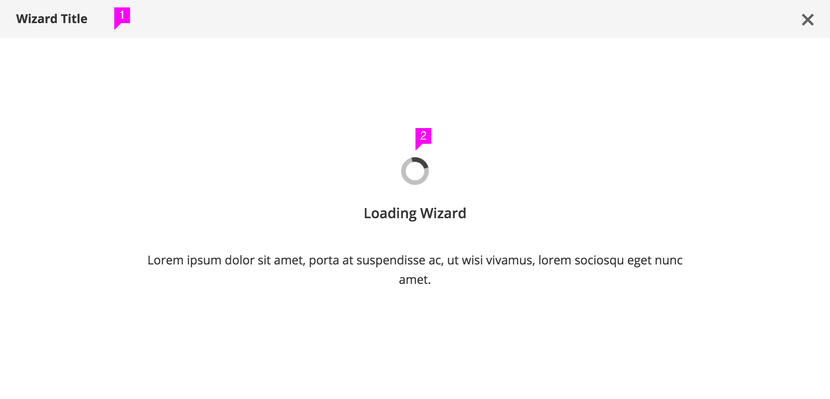 Wizard Title
1
2
Loading Wizard
Lorem ipsum dolor sit amet, porta at suspendisse ac, ut wisi vivamus, lorem sociosqu eget nunc
amet.